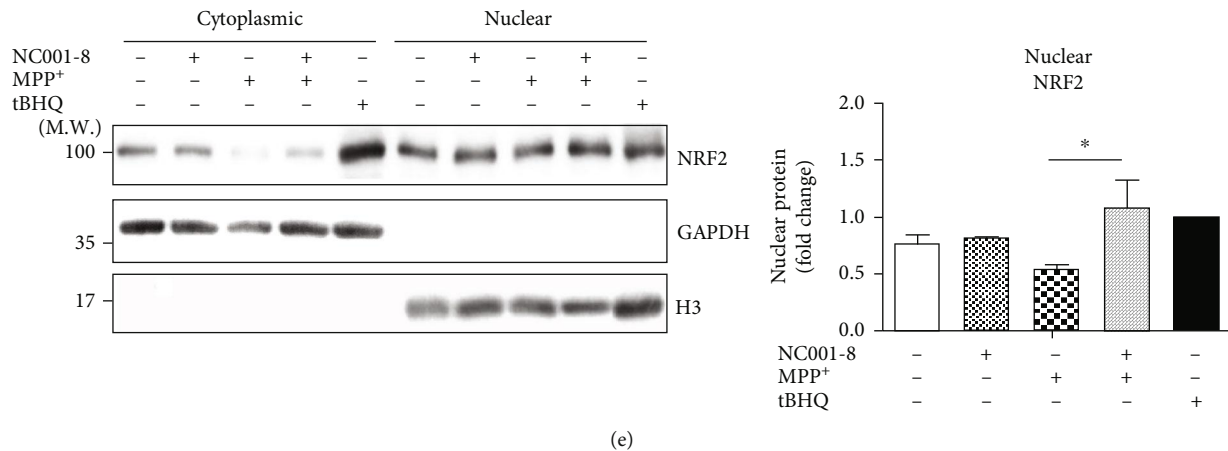 Cytoplasmic Nuclear
NC001-8 – + – + – – + – + –
MPP+ – – + + – – – + + –
tBHQ – – – – + – – – – +
(M.W.)
100 NRF2
35 GAPDH
17 H3
Nuclear
NRF2
Nuclear protein
(fold change)
2.0
1.5
1.0
0.5
0.0
*
NC001-8 – + – + –
MPP+ – – + + –
tBHQ – – – – +
(e)